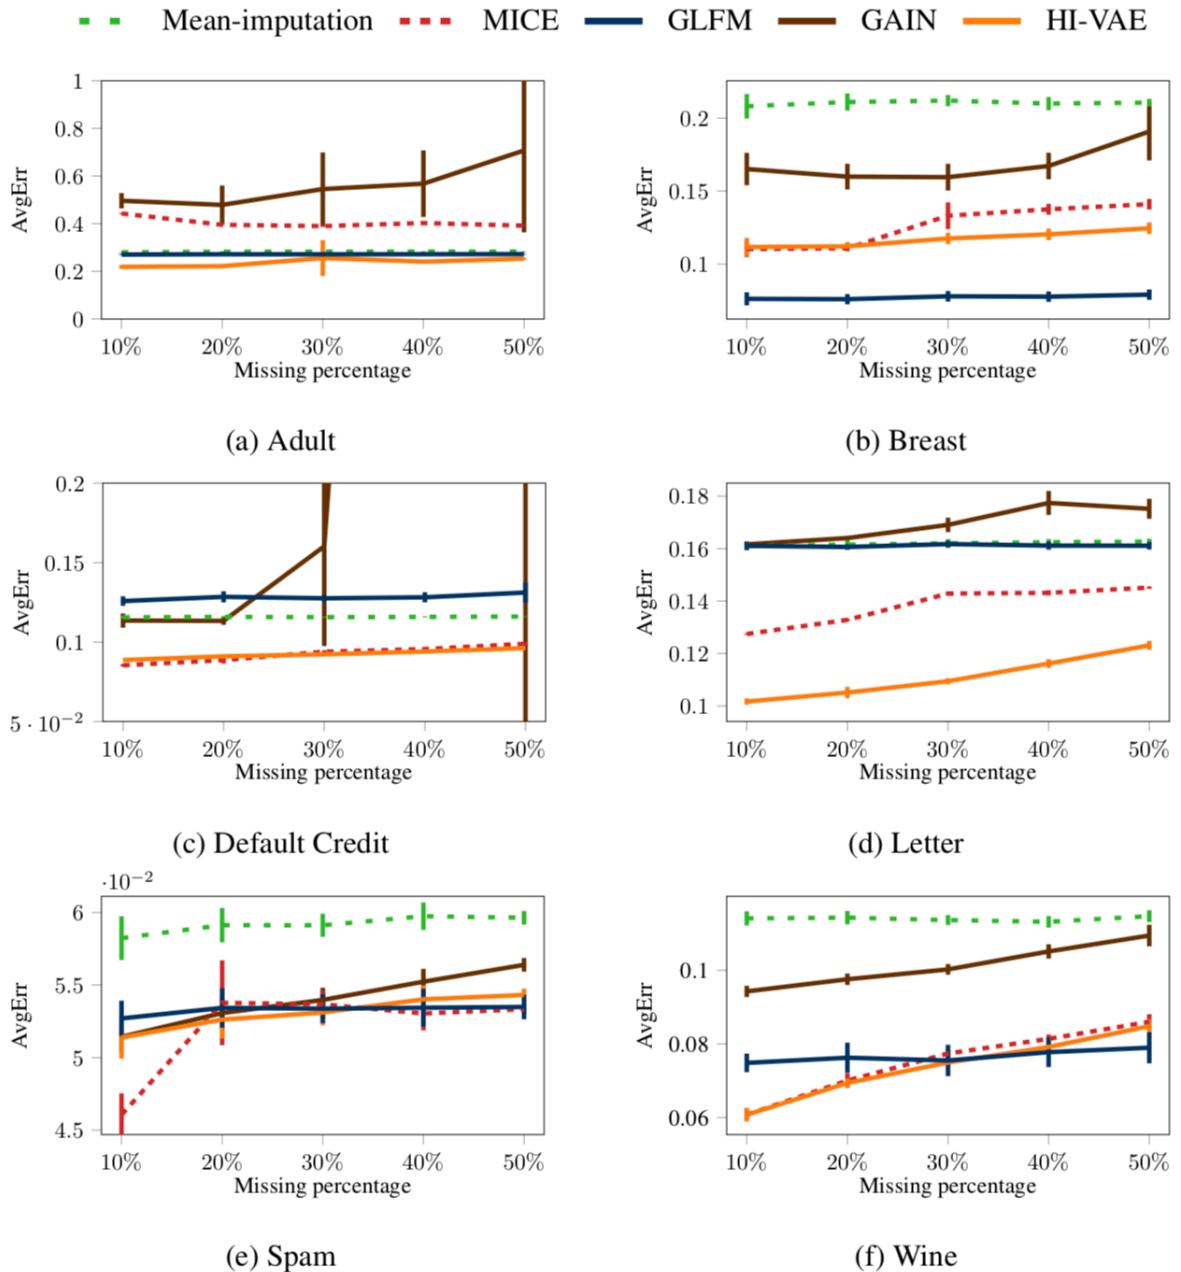 Mean-imputation MICE GLFM GAIN HI-VAE
1
0.8
0.6
0.4
0.2
0
AvgErr
10% 20% 30% 40% 50%
Missing percentage
(a) Adult
0.2
0.15
0.1
AvgErr
10% 20% 30% 40% 50%
Missing percentage
(b) Breast
0.2
0.15
0.1
5 · 10⁻²
AvgErr
10% 20% 30% 40% 50%
Missing percentage
(c) Default Credit
0.18
0.16
0.14
0.12
0.1
AvgErr
10% 20% 30% 40% 50%
Missing percentage
(d) Letter
·10⁻²
6
5.5
5
4.5
AvgErr
10% 20% 30% 40% 50%
Missing percentage
(e) Spam
0.1
0.08
0.06
AvgErr
10% 20% 30% 40% 50%
Missing percentage
(f) Wine